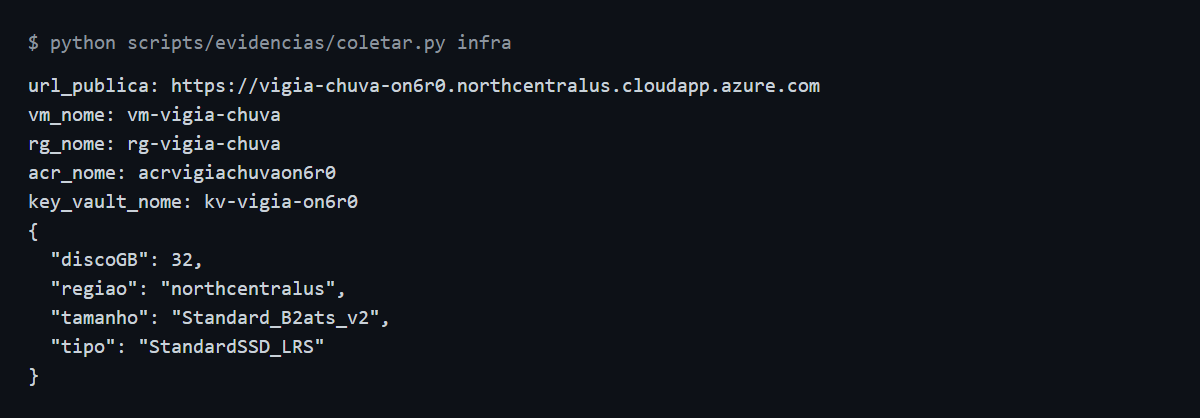 $ python scripts/evidencias/coletar.py infra
url_publica: https://vigia-chuva-on6r0.northcentralus.cloudapp.azure.com
vm_nome: vm-vigia-chuva
rg_nome: rg-vigia-chuva
acr_nome: acrvigiachuvaon6r0
key_vault_nome: kv-vigia-on6r0
{
  "discoGB": 32,
  "regiao": "northcentralus",
  "tamanho": "Standard_B2ats_v2",
  "tipo": "StandardSSD_LRS"
}